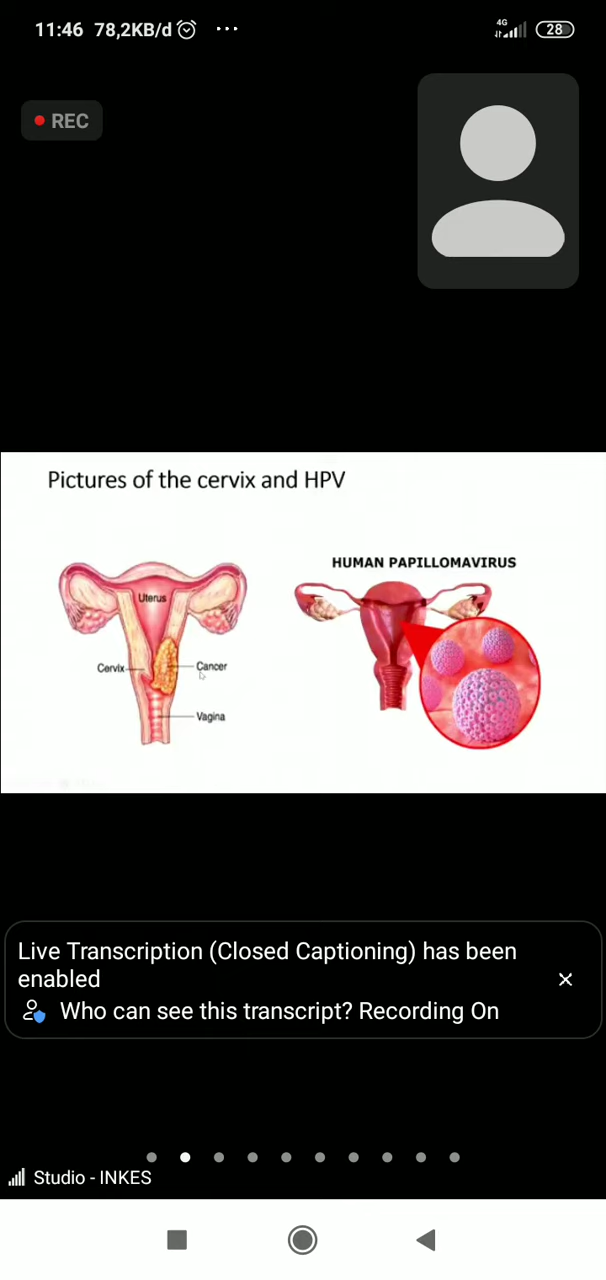 11:46 78,2KB/d ...
4G
28
REC
Pictures of the cervix and HPV
HUMAN PAPILLOMAVIRUS
Uterus
Cervix
Cancer
Vagina
Live Transcription (Closed Captioning) has been
enabled
Who can see this transcript? Recording On
Studio - INKES